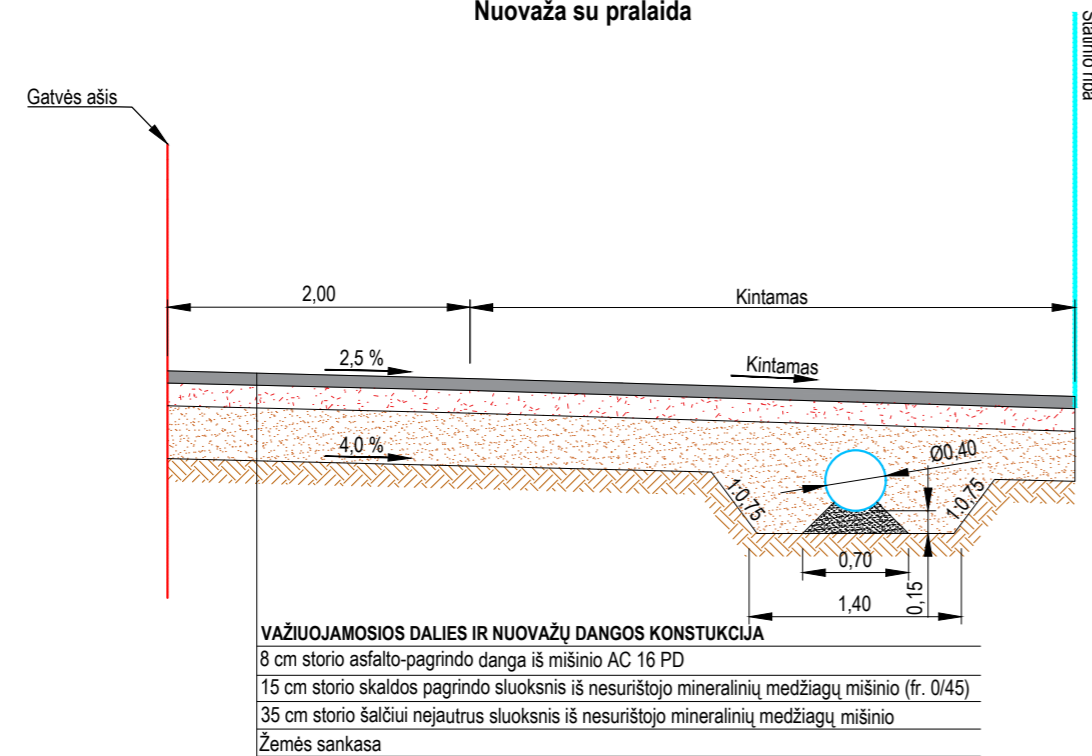 Nuovaža su pralaida
Statinio riba
Gatvės ašis
2,00
Kintamas
2,5 %
Kintamas
4,0 %
Ø0,40
1:0,75
1:0,75
0,70
0,15
1,40
VAŽIUOJAMOSIOS DALIES IR NUOVAŽŲ DANGOS KONSTUKCIJA
8 cm storio asfalto-pagrindo danga iš mišinio AC 16 PD
15 cm storio skaldos pagrindo sluoksnis iš nesurištojo mineralinių medžiagų mišinio (fr. 0/45)
35 cm storio šalčiui nejautrus sluoksnis iš nesurištojo mineralinių medžiagų mišinio
Žemės sankasa